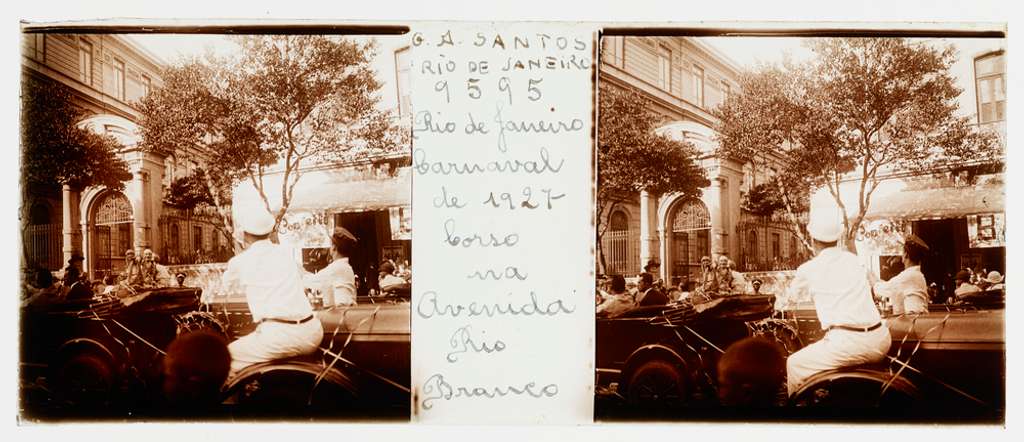 G. A. SANTOS
RIO DE JANEIRO
9595
Rio de Janeiro
Carnaval
de 1927
Corso
na
Avenida
Rio
Branco